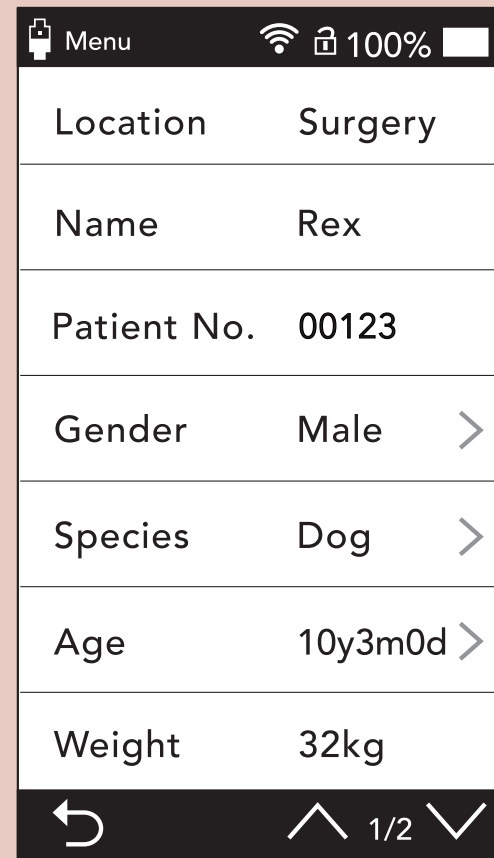 Menu 100%
Location Surgery
Name Rex
Patient No. 00123
Gender Male
Species Dog
Age 10y3m0d
Weight 32kg
1/2